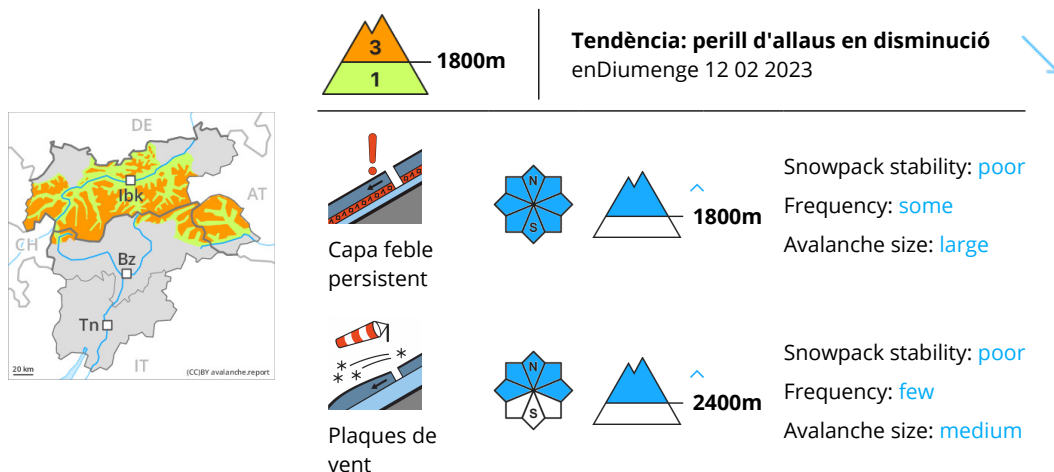 3
1
1800m
Tendència: perill d'allaus en disminució
enDiumenge 12 02 2023
DE
AT
CH
IT
Ibk
Bz
Tn
20 km
(CC)BY avalanche.report
Capa feble
persistent
N
S
1800m
Snowpack stability: poor
Frequency: some
Avalanche size: large
Plaques de
vent
N
S
2400m
Snowpack stability: poor
Frequency: few
Avalanche size: medium